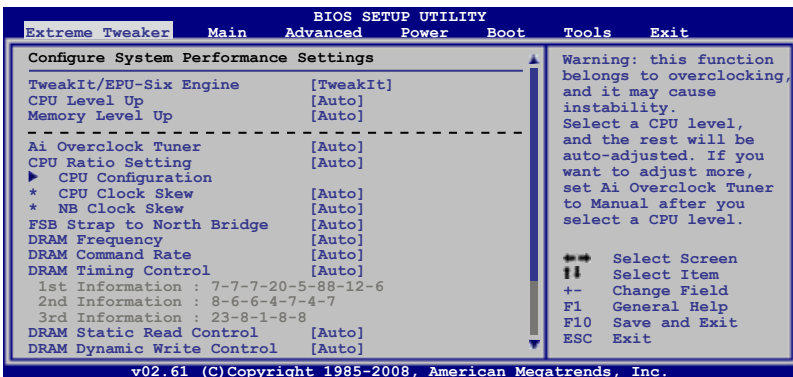 BIOS SETUP UTILITY
Extreme Tweaker Main Advanced Power Boot Tools Exit
Configure System Performance Settings
TweakIt/EPU-Six Engine [TweakIt]
CPU Level Up [Auto]
Memory Level Up [Auto]
Ai Overclock Tuner [Auto]
CPU Ratio Setting [Auto]
CPU Configuration
* CPU Clock Skew [Auto]
* NB Clock Skew [Auto]
FSB Strap to North Bridge [Auto]
DRAM Frequency [Auto]
DRAM Command Rate [Auto]
DRAM Timing Control [Auto]
1st Information : 7-7-7-20-5-88-12-6
2nd Information : 8-6-6-4-7-4-7
3rd Information : 23-8-1-8-8
DRAM Static Read Control [Auto]
DRAM Dynamic Write Control [Auto]
Warning: this function
belongs to overclocking,
and it may cause
instability.
Select a CPU level,
and the rest will be
auto-adjusted. If you
want to adjust more,
set Ai Overclock Tuner
to Manual after you
select a CPU level.
Select Screen
Select Item
+- Change Field
F1 General Help
F10 Save and Exit
ESC Exit
v02.61 (C)Copyright 1985-2008, American Megatrends, Inc.